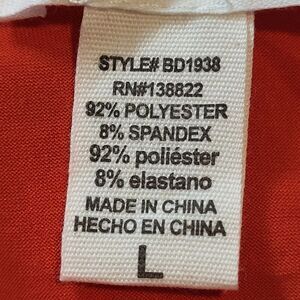 STYLE# BD1938
RN#138822
92% POLYESTER
8% SPANDEX
92% poliéster
8% elastano
MADE IN CHINA
HECHO EN CHINA
L